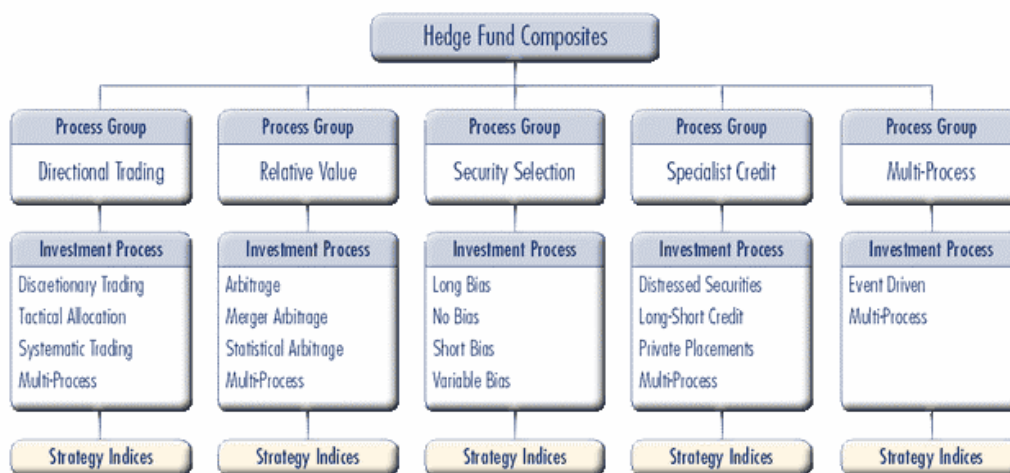 Hedge Fund Composites
Process Group
Directional Trading
Process Group
Relative Value
Process Group
Security Selection
Process Group
Specialist Credit
Process Group
Multi-Process
Investment Process
Discretionary Trading
Tactical Allocation
Systematic Trading
Multi-Process
Investment Process
Arbitrage
Merger Arbitrage
Statistical Arbitrage
Multi-Process
Investment Process
Long Bias
No Bias
Short Bias
Variable Bias
Investment Process
Distressed Securities
Long-Short Credit
Private Placements
Multi-Process
Investment Process
Event Driven
Multi-Process
Strategy Indices
Strategy Indices
Strategy Indices
Strategy Indices
Strategy Indices